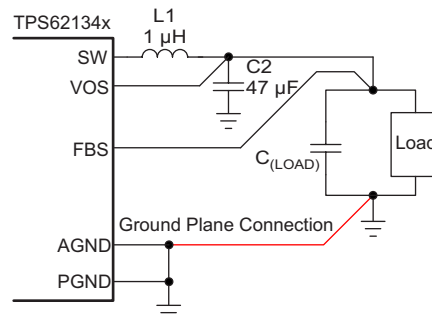 TPS62134x
L1
1 µH
SW
C2
VOS
47 µF
FBS
C(LOAD)
Load
Ground Plane Connection
AGND
PGND